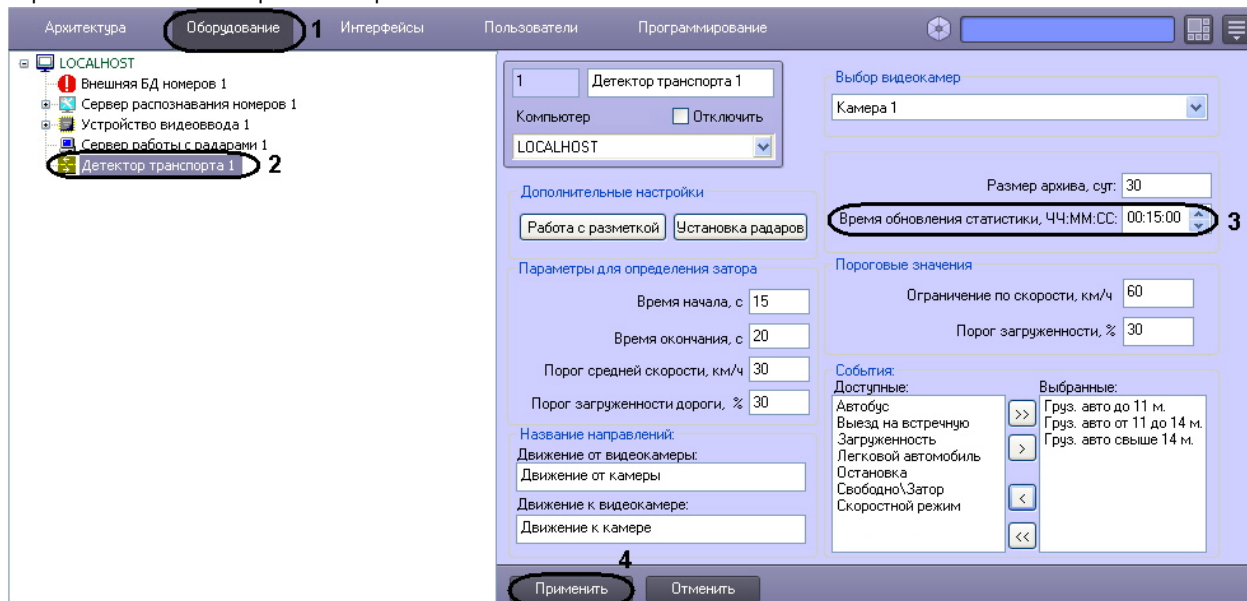 Архитектура Оборудование 1 Интерфейсы Пользователи Программирование
LOCALHOST
Внешняя БД номеров 1
Сервер распознавания номеров 1
Устройство видеоввода 1
Сервер работы с радарами 1
Детектор транспорта 1 2
1 Детектор транспорта 1
Компьютер Отключить
LOCALHOST
Дополнительные настройки
Работа с разметкой Установка радаров
Параметры для определения затора
Время начала, с 15
Время окончания, с 20
Порог средней скорости, км/ч 30
Порог загруженности дороги, % 30
Название направлений:
Движение от видеокамеры:
Движение от камеры
Движение к видеокамере:
Движение к камере
Выбор видеокамер
Камера 1
Размер архива, сут: 30
Время обновления статистики, ЧЧ:ММ:СС: 00:15:00 3
Пороговые значения
Ограничение по скорости, км/ч 60
Порог загруженности, % 30
События:
Доступные:
Автобус
Выезд на встречную
Загруженность
Легковой автомобиль
Остановка
Свободно\Затор
Скоростной режим
>>
>
<
<<
Выбранные:
Груз. авто до 11 м.
Груз. авто от 11 до 14 м.
Груз. авто свыше 14 м.
4
Применить Отменить